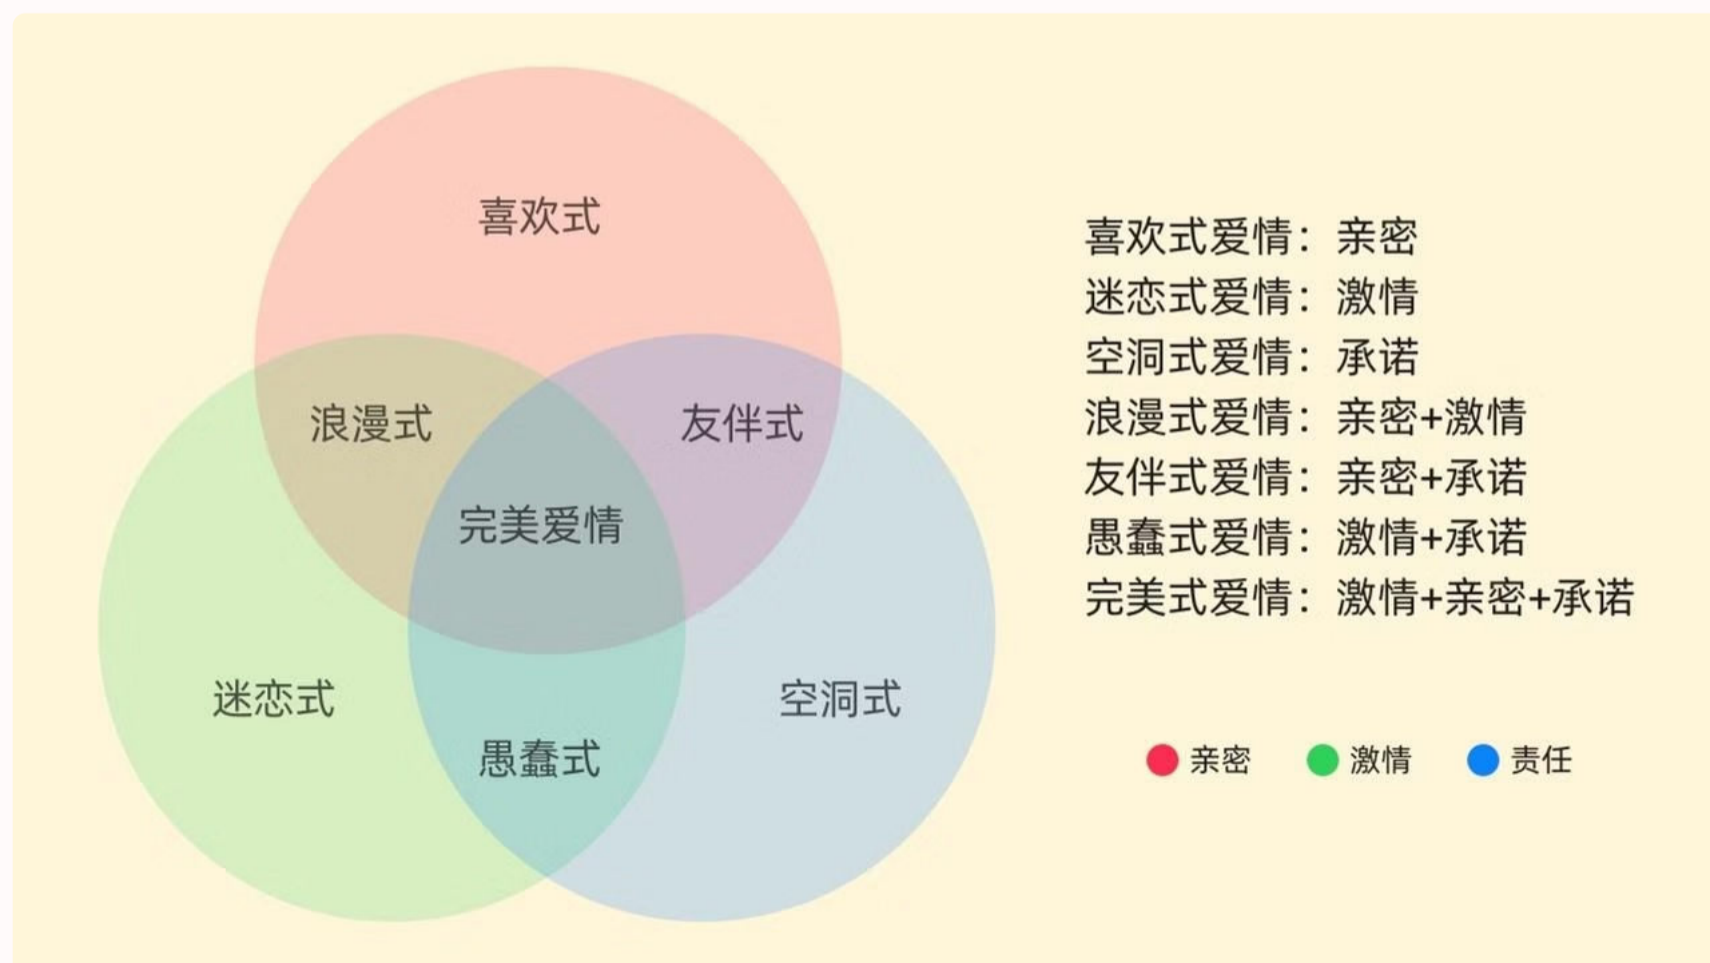 喜欢式
浪漫式
友伴式
完美爱情
迷恋式
空洞式
愚蠢式
喜欢式爱情：亲密
迷恋式爱情：激情
空洞式爱情：承诺
浪漫式爱情：亲密+激情
友伴式爱情：亲密+承诺
愚蠢式爱情：激情+承诺
完美式爱情：激情+亲密+承诺
亲密 激情 责任